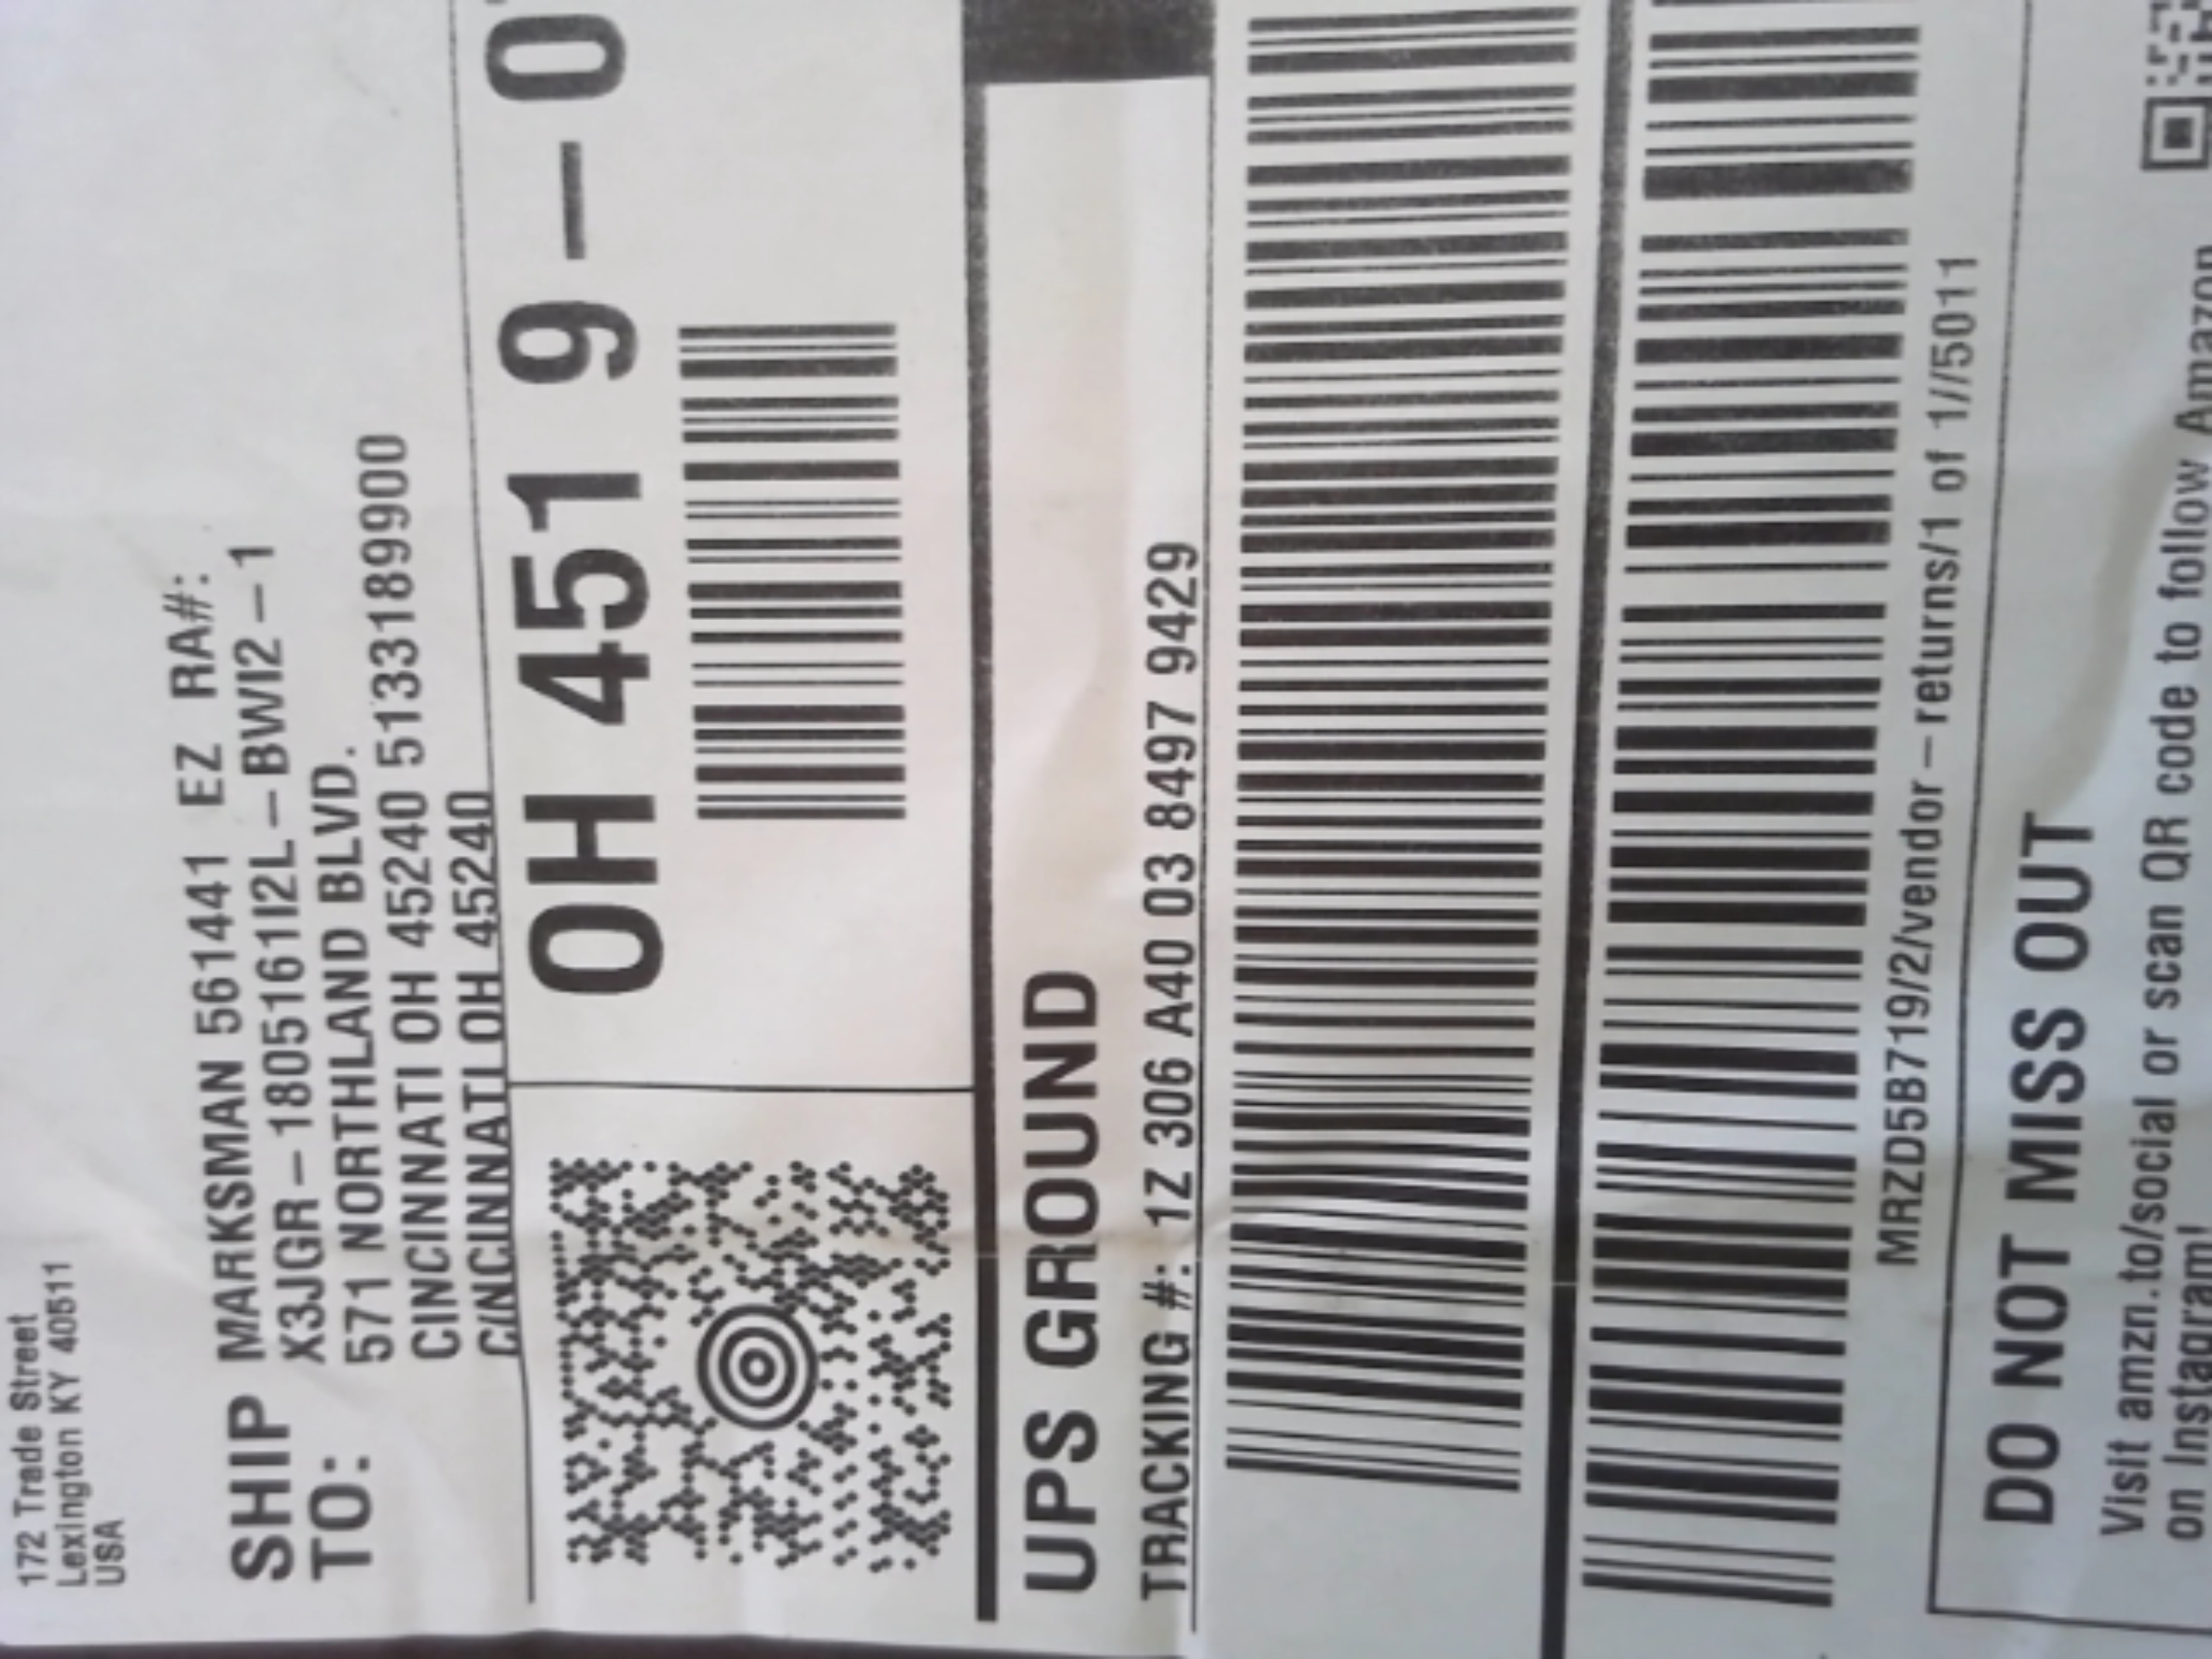 172 Trade Street
Lexington KY 40511
USA
SHIP TO:
MARKSMAN 561441 EZ RA#:
X3JGR-1805161I2L-BWI2-1
571 NORTHLAND BLVD.
CINCINNATI OH 45240 5133189900
CINCINNATI OH 45240
OH 451 9-0
UPS GROUND
TRACKING #: 1Z 306 A40 03 8497 9429
MRZD5B719/2/vendor-returns/1 of 1//5011
DO NOT MISS OUT
Visit amzn.to/social or scan QR code to follow Amazon
on Instagram!